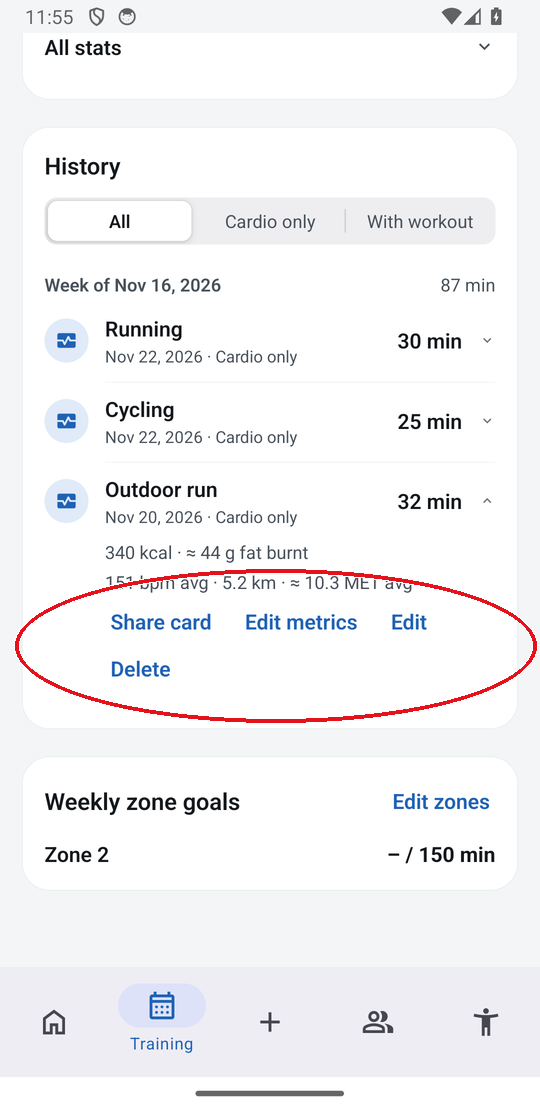 11:55
All stats
History
All Cardio only With workout
Week of Nov 16, 2026 87 min
Running
30 min
Nov 22, 2026 · Cardio only
Cycling
25 min
Nov 22, 2026 · Cardio only
Outdoor run
32 min
Nov 20, 2026 · Cardio only
340 kcal · ≈ 44 g fat burnt
151 bpm avg · 5.2 km · ≈ 10.3 MET avg
Share card Edit metrics Edit
Delete
Weekly zone goals Edit zones
Zone 2 – / 150 min
Training